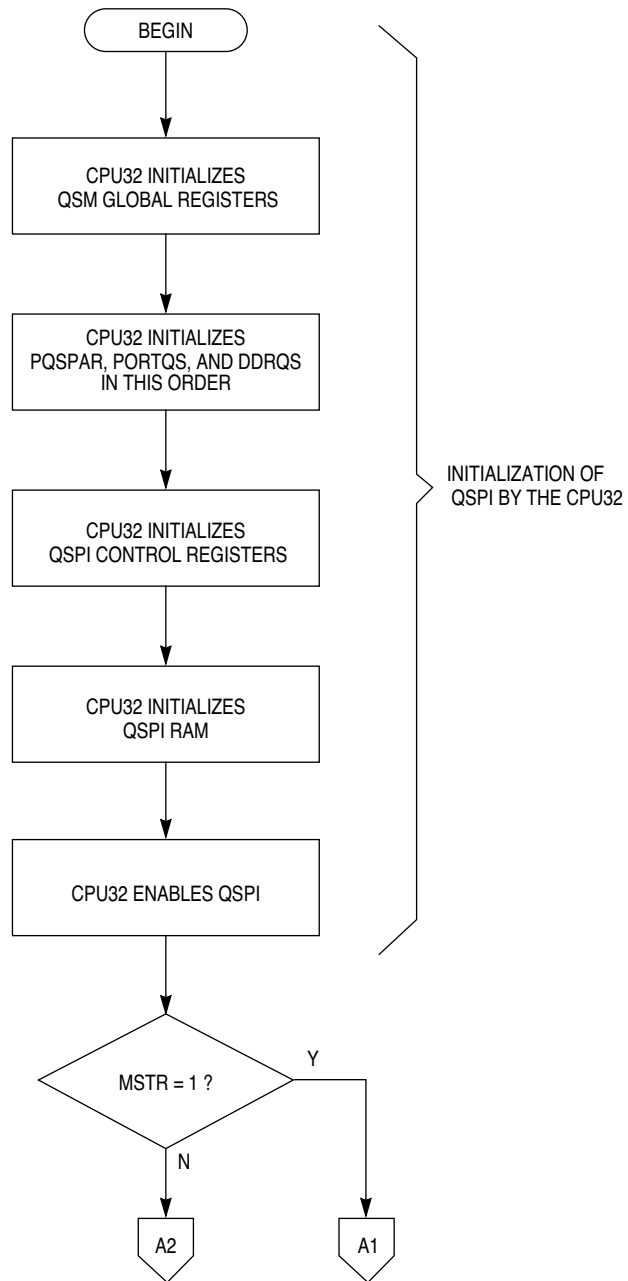 BEGIN
CPU32 INITIALIZES
QSM GLOBAL REGISTERS
CPU32 INITIALIZES
PQSPAR, PORTQS, AND DDRQS
IN THIS ORDER
CPU32 INITIALIZES
QSPI CONTROL REGISTERS
CPU32 INITIALIZES
QSPI RAM
CPU32 ENABLES QSPI
INITIALIZATION OF
QSPI BY THE CPU32
MSTR = 1 ?
Y
N
A2
A1